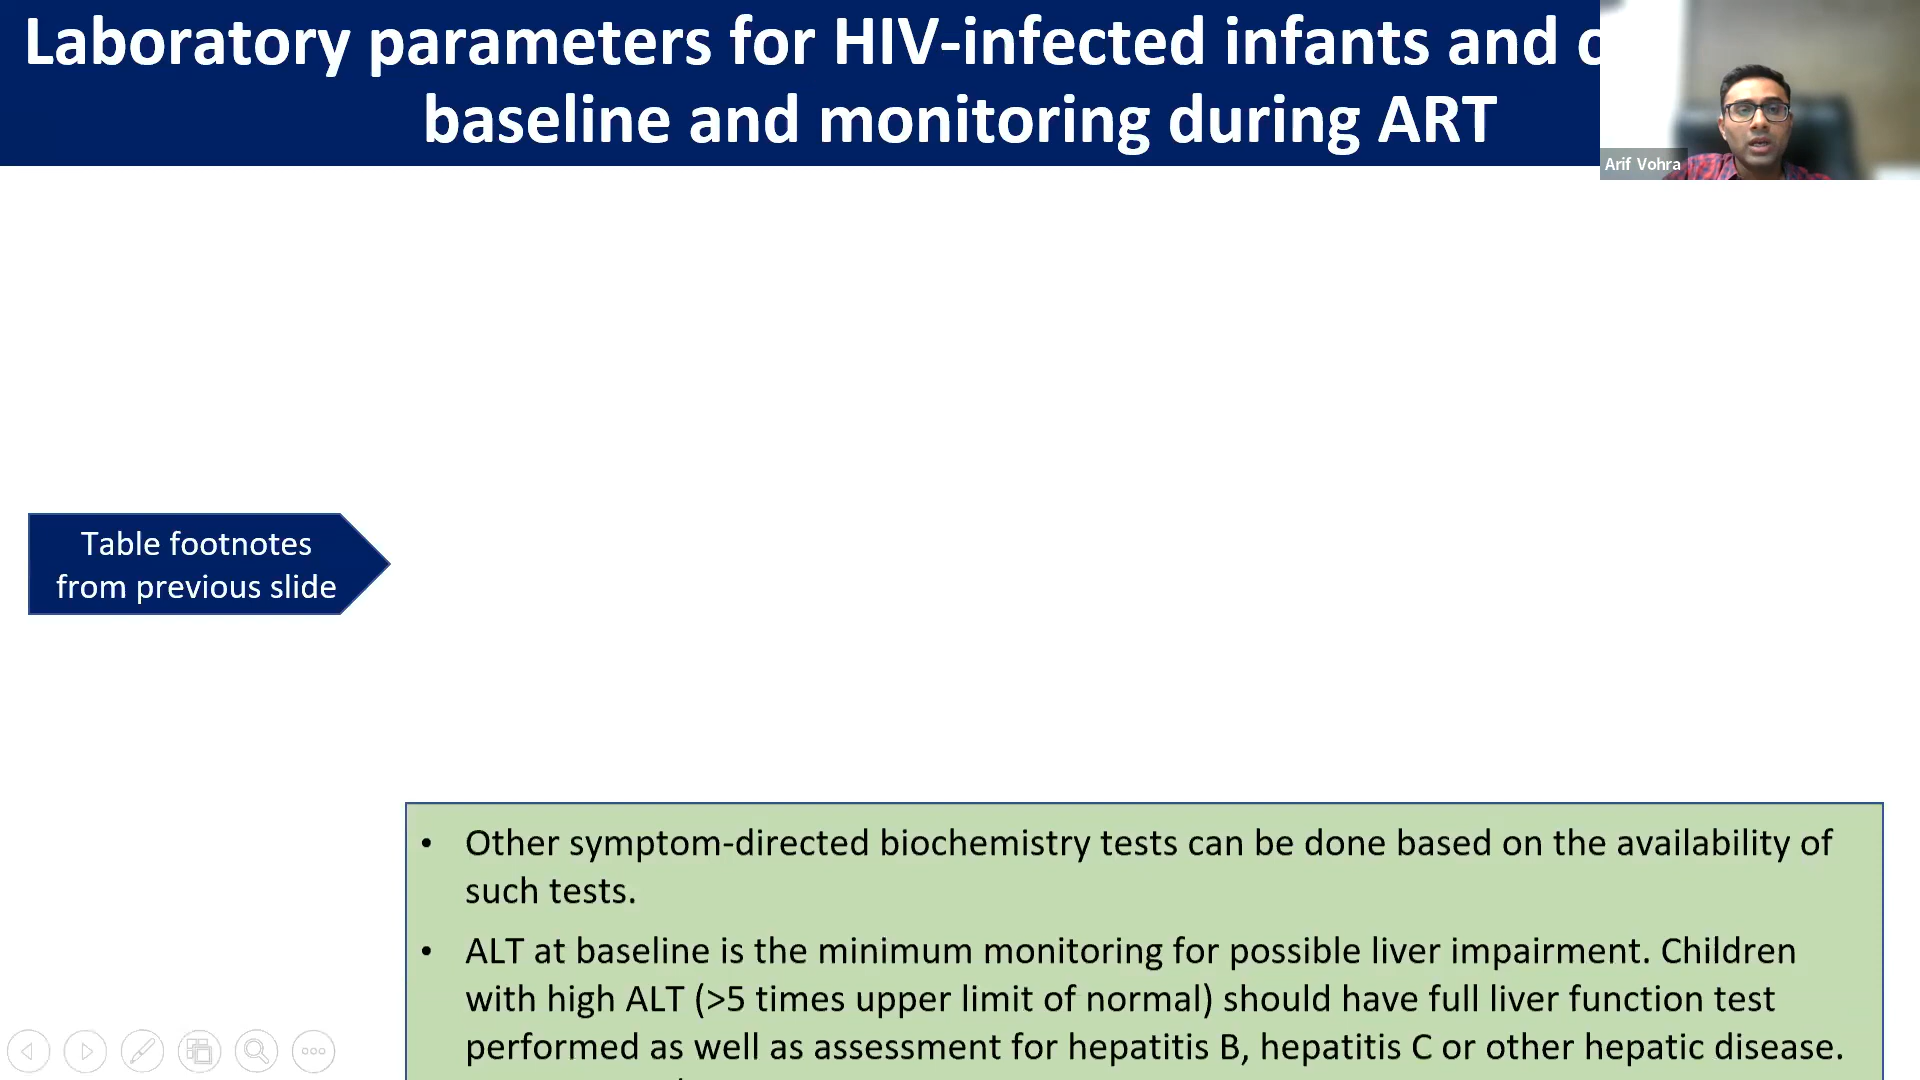 Laboratory parameters for HIV-infected infants and
baseline and monitoring during ART
Arif Vohra
Table footnotes
from previous slide
• Other symptom-directed biochemistry tests can be done based on the availability of
such tests.
• ALT at baseline is the minimum monitoring for possible liver impairment. Children
with high ALT (>5 times upper limit of normal) should have full liver function test
performed as well as assessment for hepatitis B, hepatitis C or other hepatic disease.